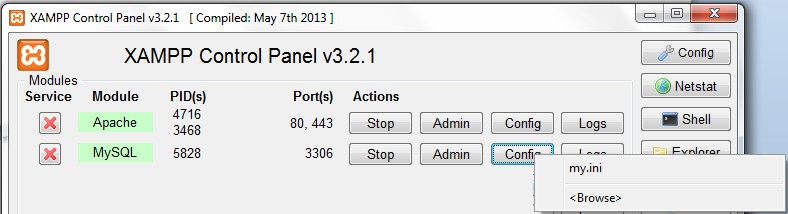 XAMPP Control Panel v3.2.1 [ Compiled: May 7th 2013 ]
XAMPP Control Panel v3.2.1
Config
Modules
Service Module PID(s) Port(s) Actions
Netstat
Apache 4716 3468 80, 443 Stop Admin Config Logs
Shell
MySQL 5828 3306 Stop Admin Config Logs
Explorer
my.ini
<Browse>